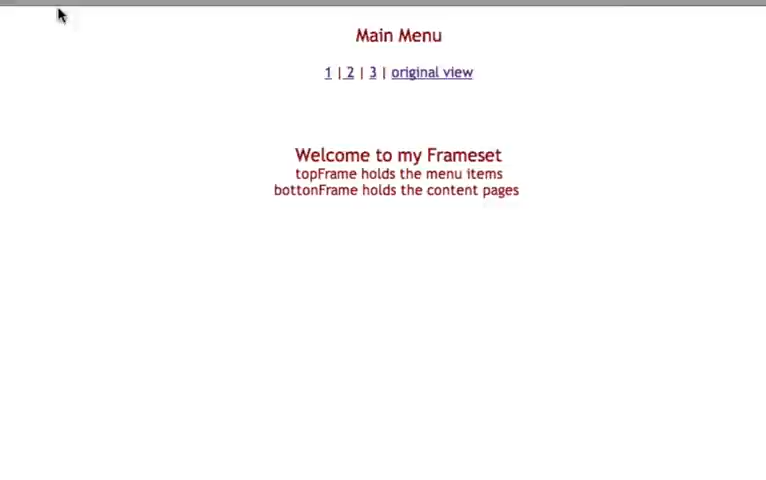 Main Menu
1 | 2 | 3 | original view
Welcome to my Frameset
topFrame holds the menu items
bottonFrame holds the content pages